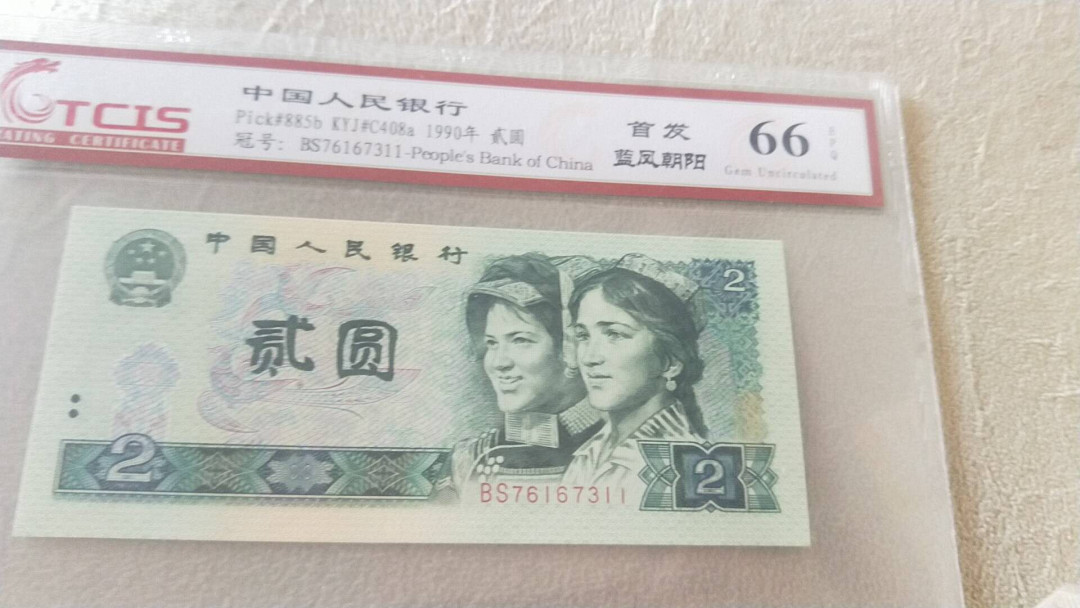 TCIS
RATING CERTIFICATE
中国人民银行
Pick#885b KYJ#C408a 1990年 贰圆
冠号: BS76167311-People's Bank of China
首发
蓝凤朝阳
66
EPQ
Gem Uncirculated
中国人民银行
2
贰圆
2
BS76167311
2